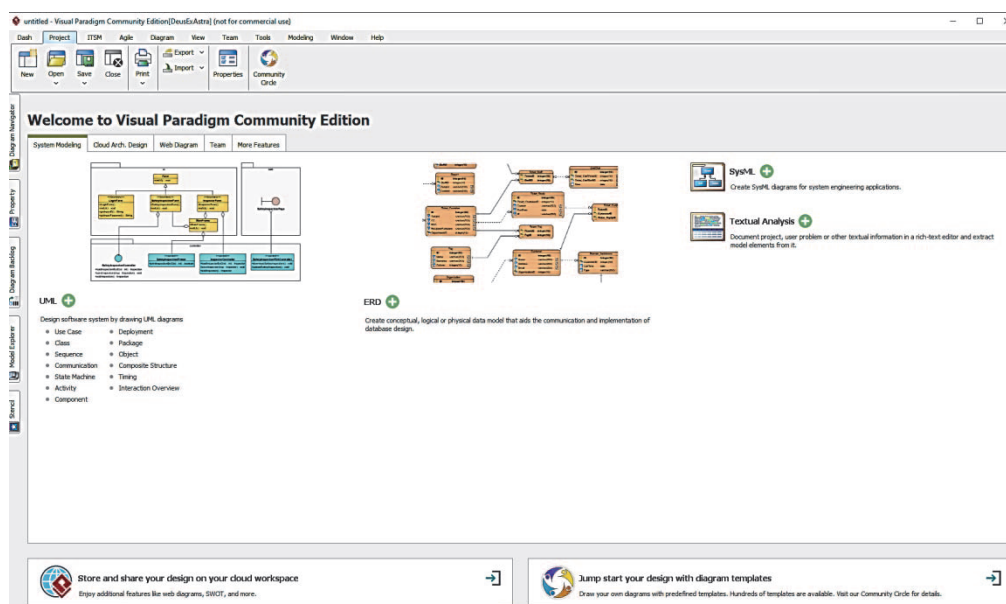 untitled - Visual Paradigm Community Edition[DeusExAstra] (not for commercial use)
Dash Project ITSM Agile Diagram View Team Tools Modeling Window Help
New Open Save Close Print Export Import Properties Community Circle
Diagram Navigator
Property
Diagram Backlog
Model Explorer
Stencil
Welcome to Visual Paradigm Community Edition
System Modeling Cloud Arch. Design Web Diagram Team More Features
UML
Design software system by drawing UML diagrams
Use Case Deployment
Class Package
Sequence Object
Communication Composite Structure
State Machine Timing
Activity Interaction Overview
Component
ERD
Create conceptual, logical or physical data model that aids the communication and implementation of
database design.
SysML
Create SysML diagrams for system engineering applications.
Textual Analysis
Document project, user problem or other textual information in a rich-text editor and extract
model elements from it.
Store and share your design on your cloud workspace
Enjoy additional features like web diagrams, SWOT, and more.
Jump start your design with diagram templates
Draw your own diagrams with predefined templates. Hundreds of templates are available. Visit our Community Circle for details.